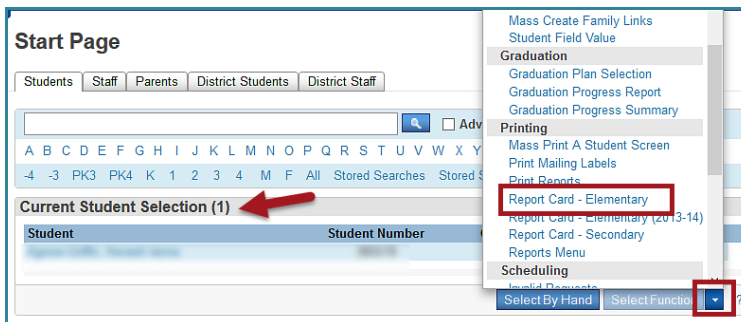 Start Page
Students Staff Parents District Students District Staff
Adv
A B C D E F G H I J K L M N O P Q R S T U V W X Y
-4 -3 PK3 PK4 K 1 2 3 4 M F All Stored Searches Stored S
Current Student Selection (1)
Student Student Number
Mass Create Family Links
Student Field Value
Graduation
Graduation Plan Selection
Graduation Progress Report
Graduation Progress Summary
Printing
Mass Print A Student Screen
Print Mailing Labels
Print Reports
Report Card - Elementary
Report Card - Elementary (2013-14)
Report Card - Secondary
Reports Menu
Scheduling
Invalid Requests
Select By Hand Select Function ?